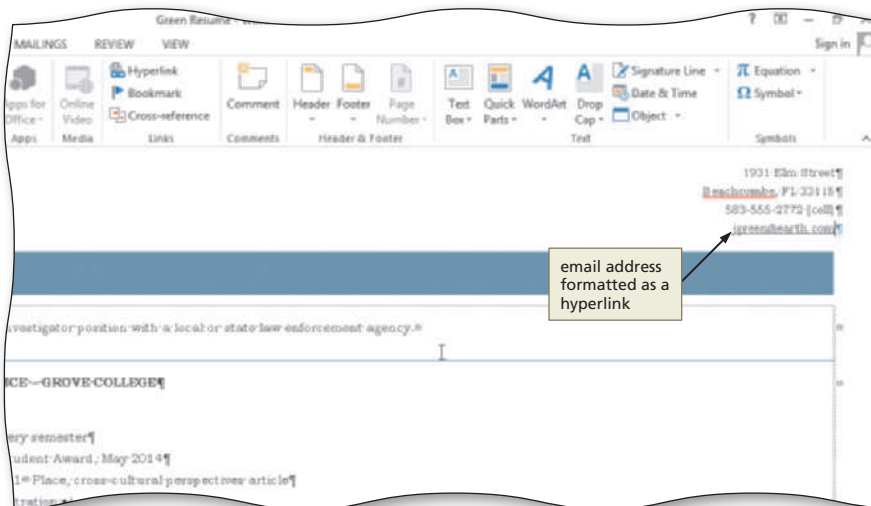 Green Resume - Wo
?
MAILINGS REVIEW VIEW
Sign in
Apps for Office
Online Video
Hyperlink
Bookmark
Cross-reference
Comment
Header
Footer
Page Number
Text Box
Quick Parts
WordArt
Drop Cap
Signature Line
Date & Time
Object
π Equation
Ω Symbol
Apps Media Links Comments Header & Footer Text Symbols
1931·Elm·Street¶
Beachcombe,·FL·33115¶
583-555-2772·(cell)¶
jgreen@earth.com¶
email address
formatted as a
hyperlink
nvestigator·position·with·a·local·or·state·law·enforcement·agency.¤
ICE·–·GROVE·COLLEGE¶
ery·semester¶
udent·Award,·May·2014¶
1st·Place,·cross-cultural·perspectives·article¶